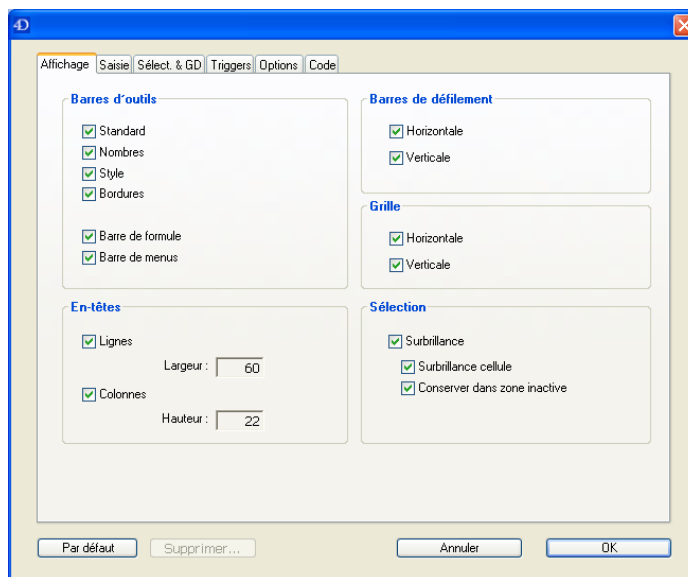 4D
Affichage Saisie Sélect. & GD Triggers Options Code
Barres d'outils
Standard
Nombres
Style
Bordures
Barre de formule
Barre de menus
Barres de défilement
Horizontale
Verticale
Grille
Horizontale
Verticale
En-têtes
Lignes
Largeur : 60
Colonnes
Hauteur : 22
Sélection
Surbrillance
Surbrillance cellule
Conserver dans zone inactive
Par défaut Supprimer... Annuler OK